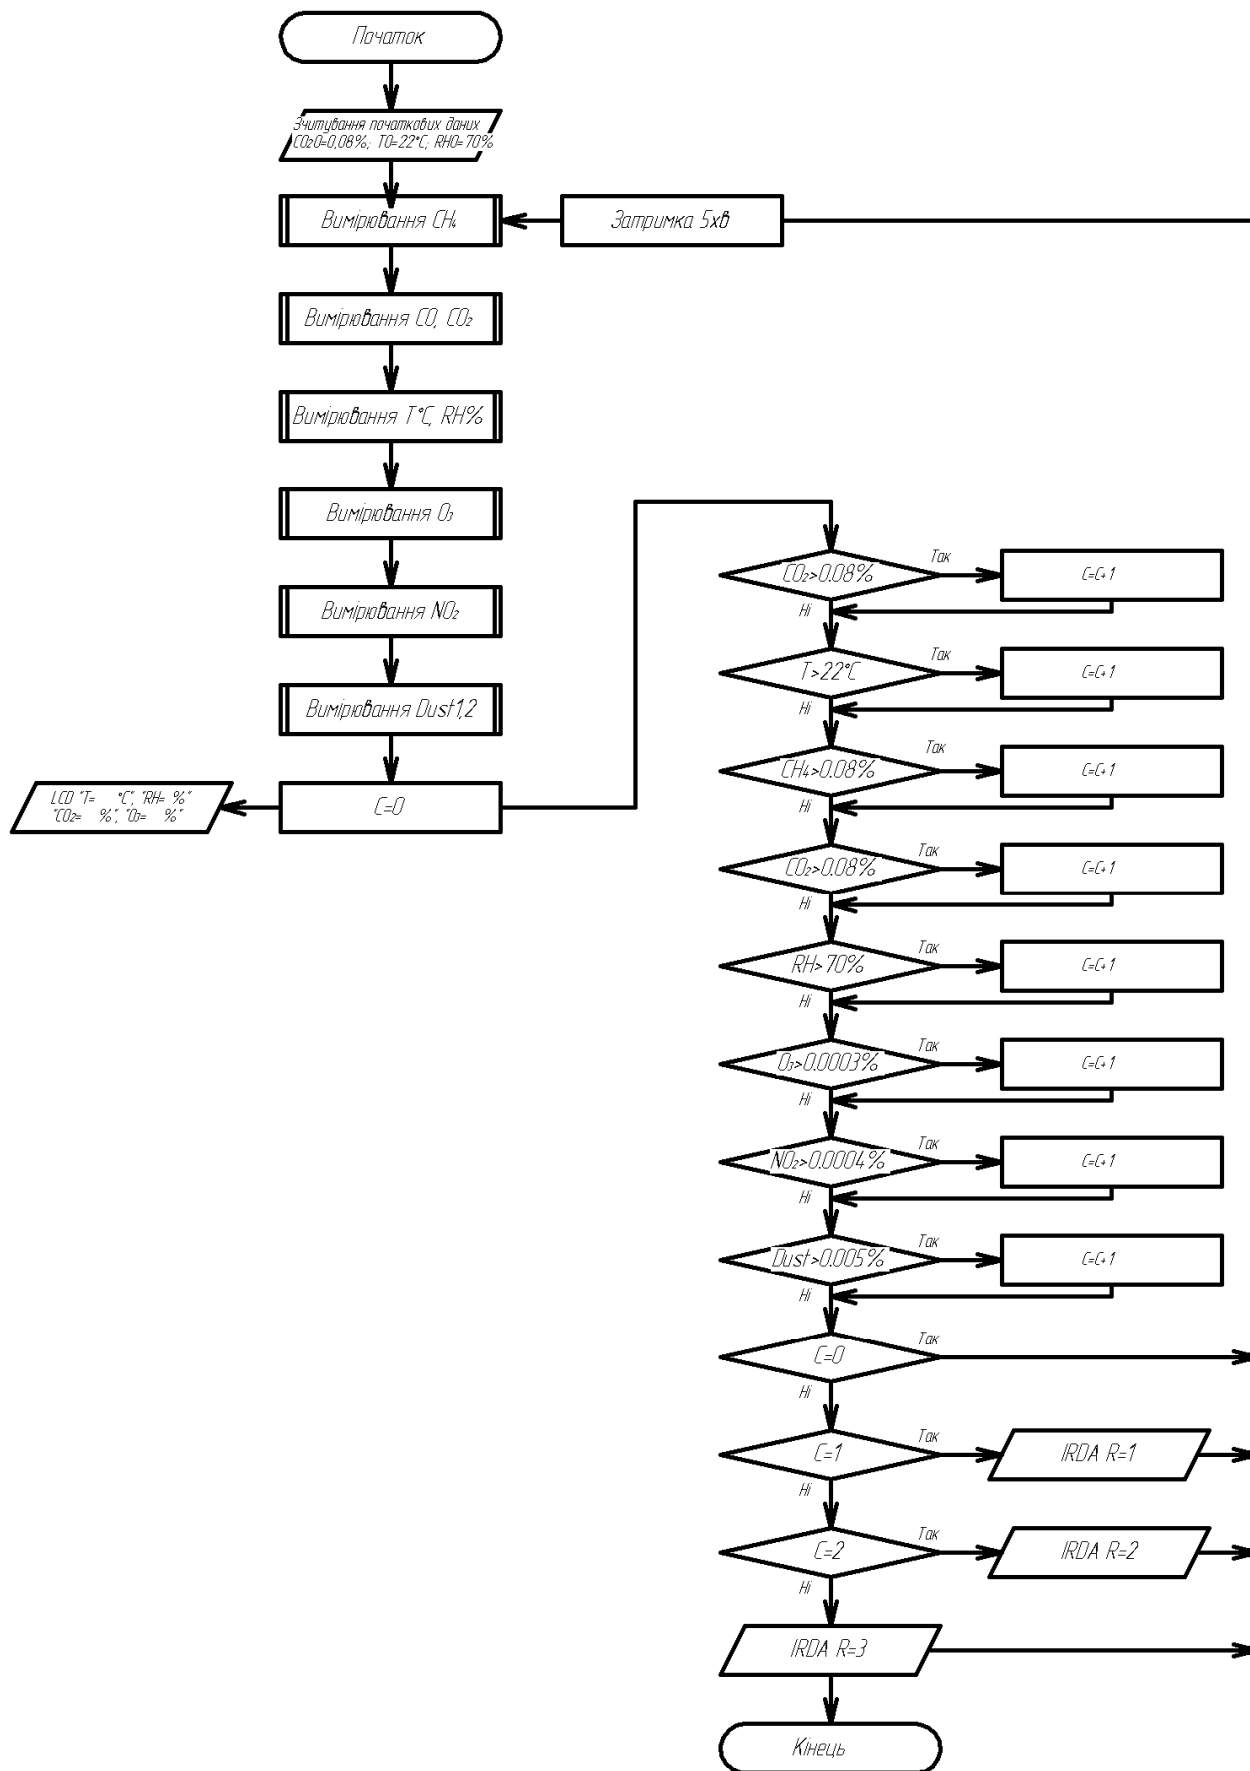 Початок
Зчитування початкових даних
CO₂0=0,08%; T0=22°C; RH0=70%
Вимірювання CH₄
Затримка 5хв
Вимірювання CO, CO₂
Вимірювання T°C, RH%
Вимірювання O₃
Вимірювання NO₂
Вимірювання Dust1,2
C=0
LCD "T= °C", "RH= %"
"CO₂= %", "O₃= %"
CO₂>0.08%
Так
C=C+1
Ні
T>22°C
Так
C=C+1
Ні
CH₄>0.08%
Так
C=C+1
Ні
CO₂>0.08%
Так
C=C+1
Ні
RH>70%
Так
C=C+1
Ні
O₃>0.0003%
Так
C=C+1
Ні
NO₂>0.0004%
Так
C=C+1
Ні
Dust>0.005%
Так
C=C+1
Ні
C=0
Так
Ні
C=1
Так
IRDA R=1
Ні
C=2
Так
IRDA R=2
Ні
IRDA R=3
Кінець